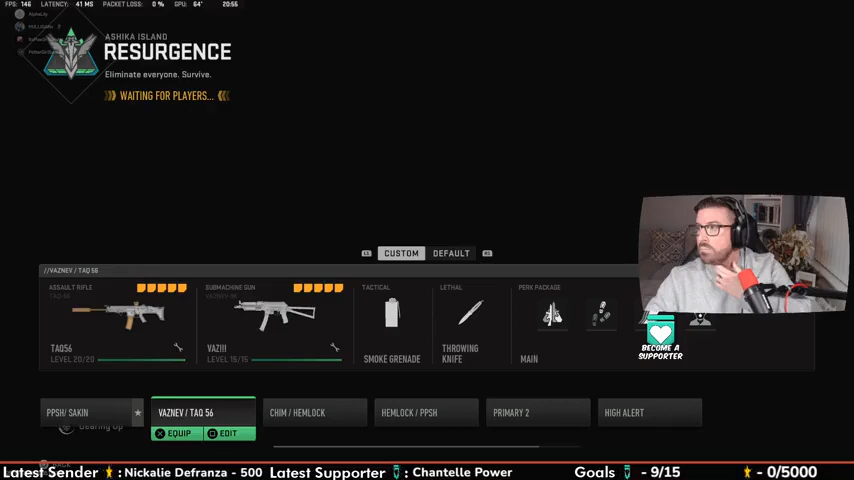 FPS: 146 LATENCY: 41 MS PACKET LOSS: 0 % GPU: 64° 20:55
ASHIKA ISLAND
RESURGENCE
Eliminate everyone. Survive.
WAITING FOR PLAYERS...
CUSTOM DEFAULT
//VAZNEV / TAQ 56
ASSAULT RIFLE SUBMACHINE GUN TACTICAL LETHAL PERK PACKAGE
TAQ56 VAZ!!! SMOKE GRENADE THROWING KNIFE MAIN
LEVEL 20/20 LEVEL 15/15
BECOME A
SUPPORTER
PPSH/ SAKIN VAZNEV / TAQ 56 CHIM / HEMLOCK HEMLOCK / PPSH PRIMARY 2 HIGH ALERT
EQUIP EDIT
Gearing Up
BACK
Latest Sender : Nickalie Defranza - 500 Latest Supporter : Chantelle Power Goals - 9/15 - 0/5000